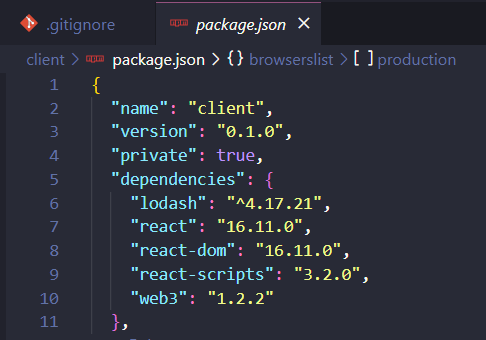 .gitignore
package.json ×
client > package.json > {} browserslist > [ ] production
1 {
2 "name": "client",
3 "version": "0.1.0",
4 "private": true,
5 "dependencies": {
6 "lodash": "^4.17.21",
7 "react": "16.11.0",
8 "react-dom": "16.11.0",
9 "react-scripts": "3.2.0",
10 "web3": "1.2.2"
11 },